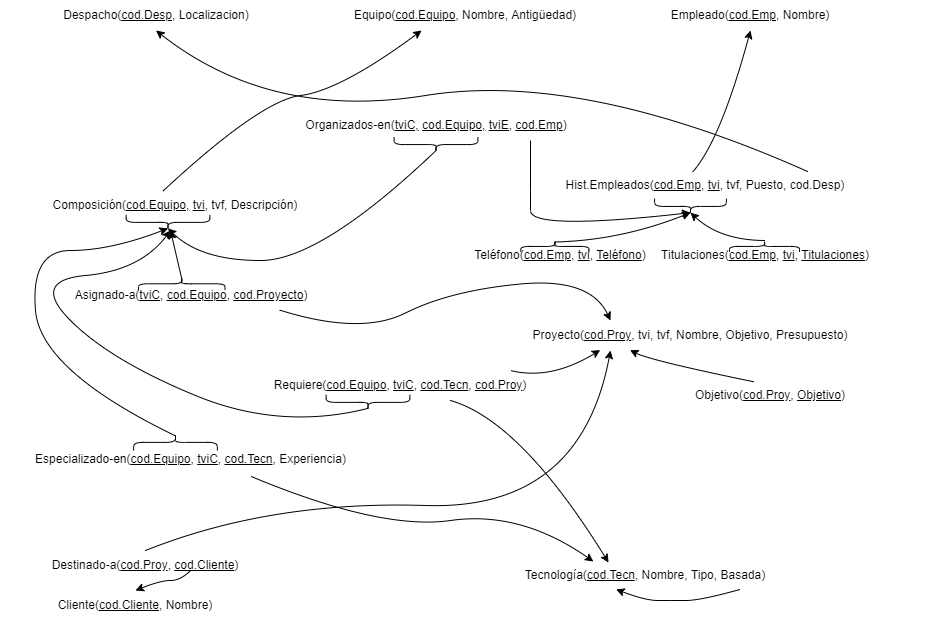 Despacho(cod.Desp, Localizacion)
Equipo(cod.Equipo, Nombre, Antigüedad)
Empleado(cod.Emp, Nombre)
Organizados-en(tviC, cod.Equipo, tviE, cod.Emp)
Hist.Empleados(cod.Emp, tvi, tvf, Puesto, cod.Desp)
Composición(cod.Equipo, tvi, tvf, Descripción)
Teléfono(cod.Emp, tvi, Teléfono)
Titulaciones(cod.Emp, tvi, Titulaciones)
Asignado-a(tviC, cod.Equipo, cod.Proyecto)
Proyecto(cod.Proy, tvi, tvf, Nombre, Objetivo, Presupuesto)
Requiere(cod.Equipo, tviC, cod.Tecn, cod.Proy)
Objetivo(cod.Proy, Objetivo)
Especializado-en(cod.Equipo, tviC, cod.Tecn, Experiencia)
Destinado-a(cod.Proy, cod.Cliente)
Tecnología(cod.Tecn, Nombre, Tipo, Basada)
Cliente(cod.Cliente, Nombre)